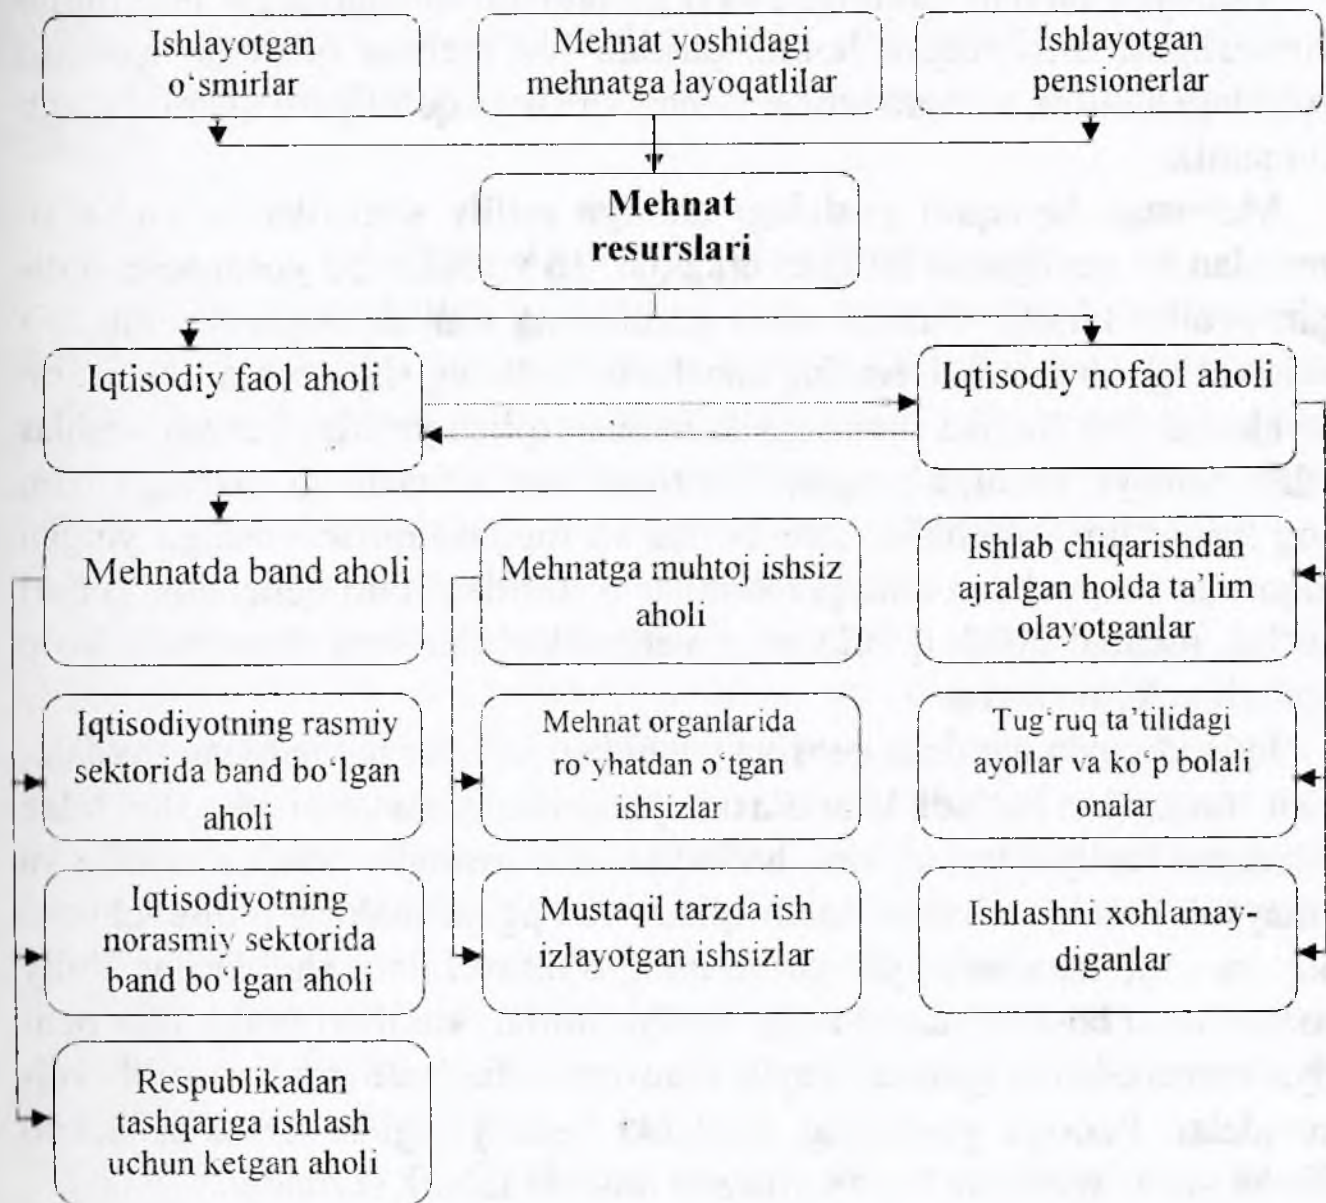 Ishlayotgan
o‘smirlar
Mehnat yoshidagi
mehnatga layoqatlilar
Ishlayotgan
pensionerlar
Mehnat
resurslari
Iqtisodiy faol aholi
Iqtisodiy nofaol aholi
Mehnatda band aholi
Mehnatga muhtoj ishsiz
aholi
Ishlab chiqarishdan
ajralgan holda ta’lim
olayotganlar
Iqtisodiyotning rasmiy
sektorida band bo‘lgan
aholi
Mehnat organlarida
ro‘yhatdan o‘tgan
ishsizlar
Tug‘ruq ta’tilidagi
ayollar va ko‘p bolali
onalar
Iqtisodiyotning
norasmiy sektorida
band bo‘lgan aholi
Mustaqil tarzda ish
izlayotgan ishsizlar
Ishlashni xohlamay-
diganlar
Respublikadan
tashqariga ishlash
uchun ketgan aholi